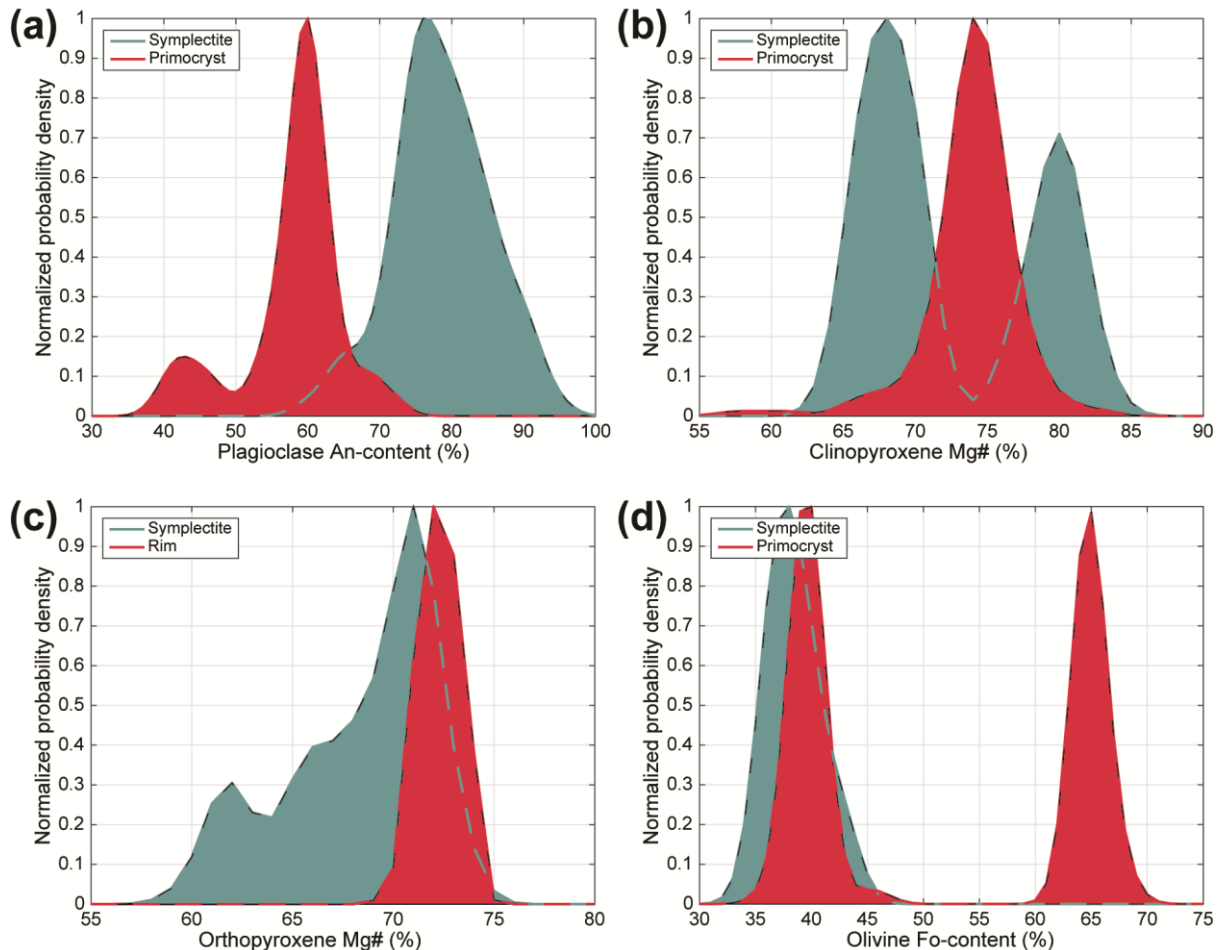 (a)
Symplectite
Primocryst
Normalized probability density
1
0.9
0.8
0.7
0.6
0.5
0.4
0.3
0.2
0.1
0
30 40 50 60 70 80 90 100
Plagioclase An-content (%)
(b)
Symplectite
Primocryst
Normalized probability density
1
0.9
0.8
0.7
0.6
0.5
0.4
0.3
0.2
0.1
0
55 60 65 70 75 80 85 90
Clinopyroxene Mg# (%)
(c)
Symplectite
Rim
Normalized probability density
1
0.9
0.8
0.7
0.6
0.5
0.4
0.3
0.2
0.1
0
55 60 65 70 75 80
Orthopyroxene Mg# (%)
(d)
Symplectite
Primocryst
Normalized probability density
1
0.9
0.8
0.7
0.6
0.5
0.4
0.3
0.2
0.1
0
30 35 40 45 50 55 60 65 70 75
Olivine Fo-content (%)